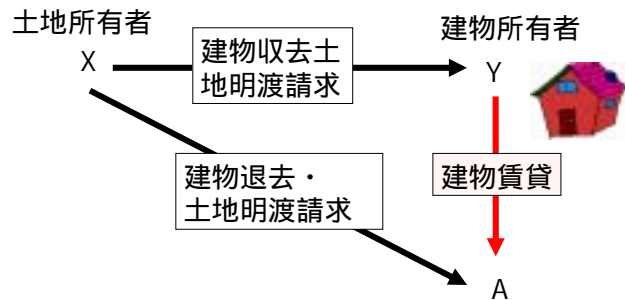 土地所有者
X
建物収去土
地明渡請求
建物所有者
Y
建物退去・
土地明渡請求
建物賃貸
A